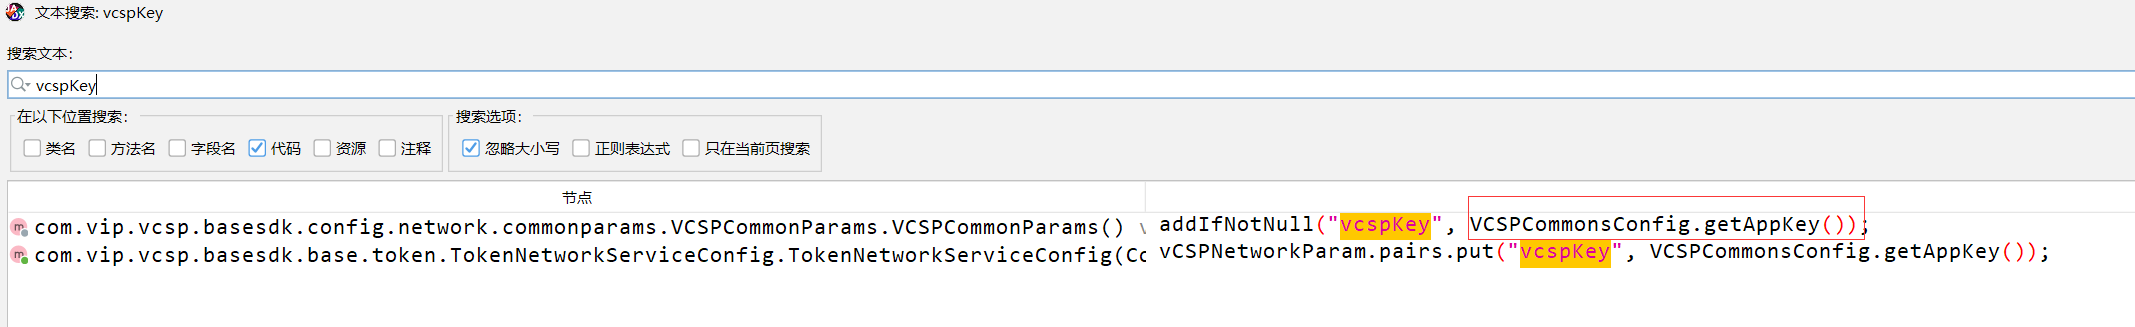 文本搜索: vcspKey
搜索文本:
vcspKey
在以下位置搜索:
类名 方法名 字段名 代码 资源 注释
搜索选项:
忽略大小写 正则表达式 只在当前页搜索
节点
com.vip.vcsp.basesdk.config.network.commonparams.VCSPCommonParams.VCSPCommonParams() v
addIfNotNull("vcspKey", VCSPCommonsConfig.getAppKey());
com.vip.vcsp.basesdk.base.token.TokenNetworkServiceConfig.TokenNetworkServiceConfig(Co
vCSPNetworkParam.pairs.put("vcspKey", VCSPCommonsConfig.getAppKey());